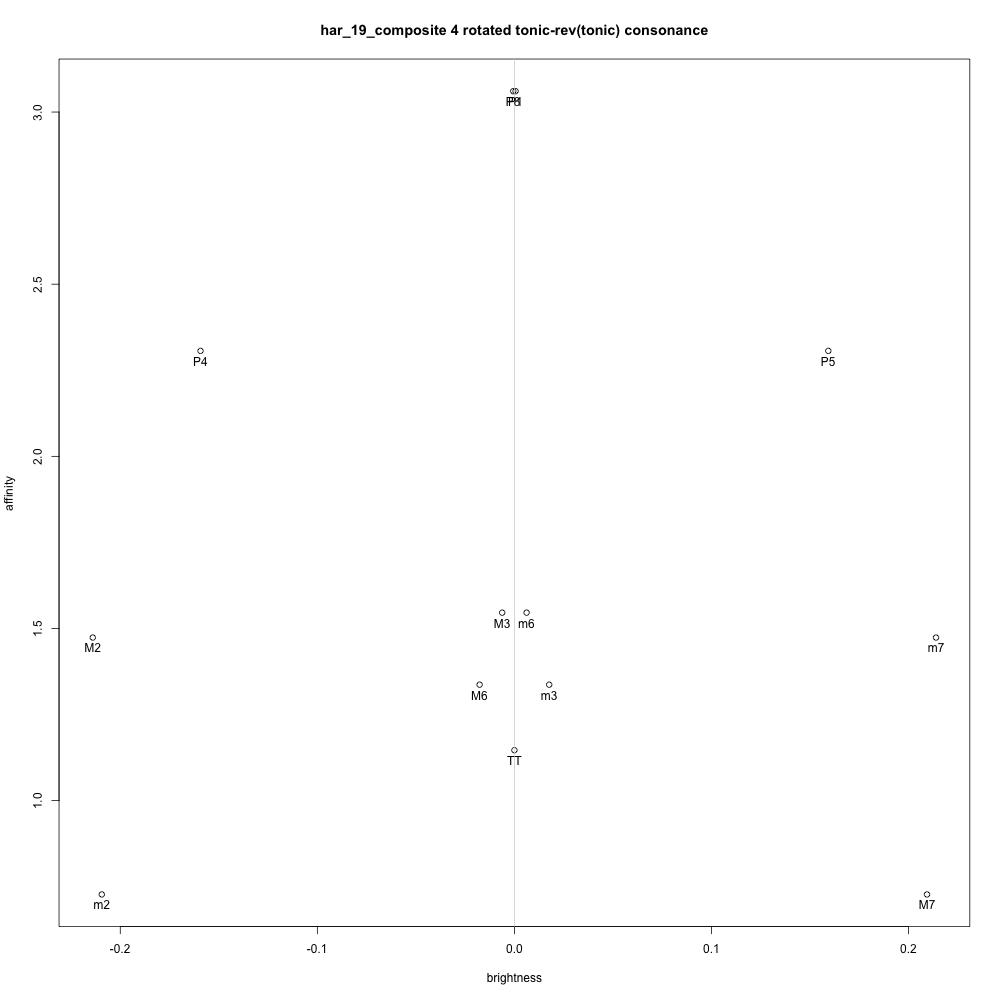 har_19_composite 4 rotated tonic-rev(tonic) consonance
3.0
2.5
P4
P5
2.0
affinity
1.5
M3 m6
M2
m7
M6
m3
TT
1.0
m2
M7
-0.2 -0.1 0.0 0.1 0.2
brightness